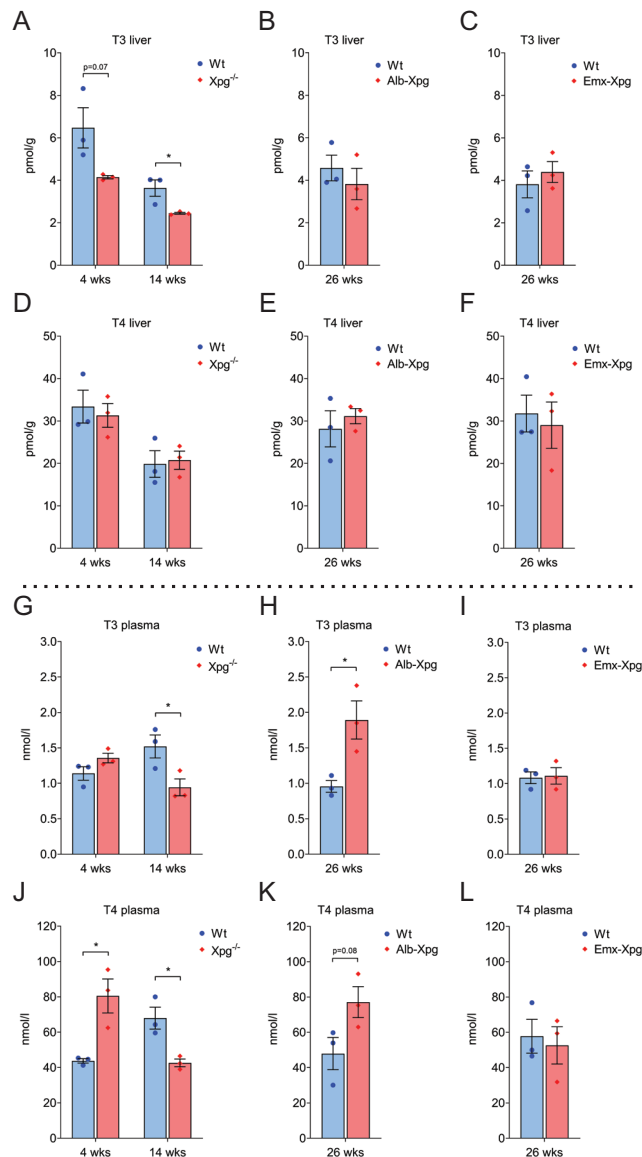 A
T3 liver
Wt
Xpg-/-
p=0.07
*
pmol/g
10
8
6
4
2
0
4 wks
14 wks
B
T3 liver
Wt
Alb-Xpg
pmol/g
10
8
6
4
2
0
26 wks
C
T3 liver
Wt
Emx-Xpg
pmol/g
10
8
6
4
2
0
26 wks
D
T4 liver
Wt
Xpg-/-
pmol/g
50
40
30
20
10
0
4 wks
14 wks
E
T4 liver
Wt
Alb-Xpg
pmol/g
50
40
30
20
10
0
26 wks
F
T4 liver
Wt
Emx-Xpg
pmol/g
50
40
30
20
10
0
26 wks
G
T3 plasma
Wt
Xpg-/-
*
nmol/l
3.0
2.5
2.0
1.5
1.0
0.5
0.0
4 wks
14 wks
H
T3 plasma
Wt
Alb-Xpg
*
nmol/l
3.0
2.5
2.0
1.5
1.0
0.5
0.0
26 wks
I
T3 plasma
Wt
Emx-Xpg
nmol/l
3.0
2.5
2.0
1.5
1.0
0.5
0.0
26 wks
J
T4 plasma
Wt
Xpg-/-
*
*
nmol/l
120
100
80
60
40
20
0
4 wks
14 wks
K
T4 plasma
Wt
Alb-Xpg
p=0.08
nmol/l
120
100
80
60
40
20
0
26 wks
L
T4 plasma
Wt
Emx-Xpg
nmol/l
120
100
80
60
40
20
0
26 wks